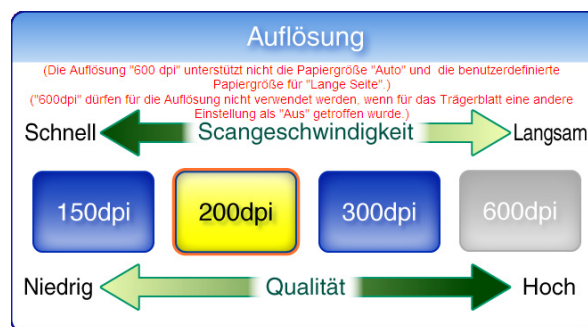 Auflösung
(Die Auflösung "600 dpi" unterstützt nicht die Papiergröße "Auto" und die benutzerdefinierte
Papiergröße für "Lange Seite".)
("600dpi" dürfen für die Auflösung nicht verwendet werden, wenn für das Trägerblatt eine andere
Einstellung als "Aus" getroffen wurde.)
Schnell Scangeschwindigkeit Langsam
150dpi 200dpi 300dpi 600dpi
Niedrig Qualität Hoch